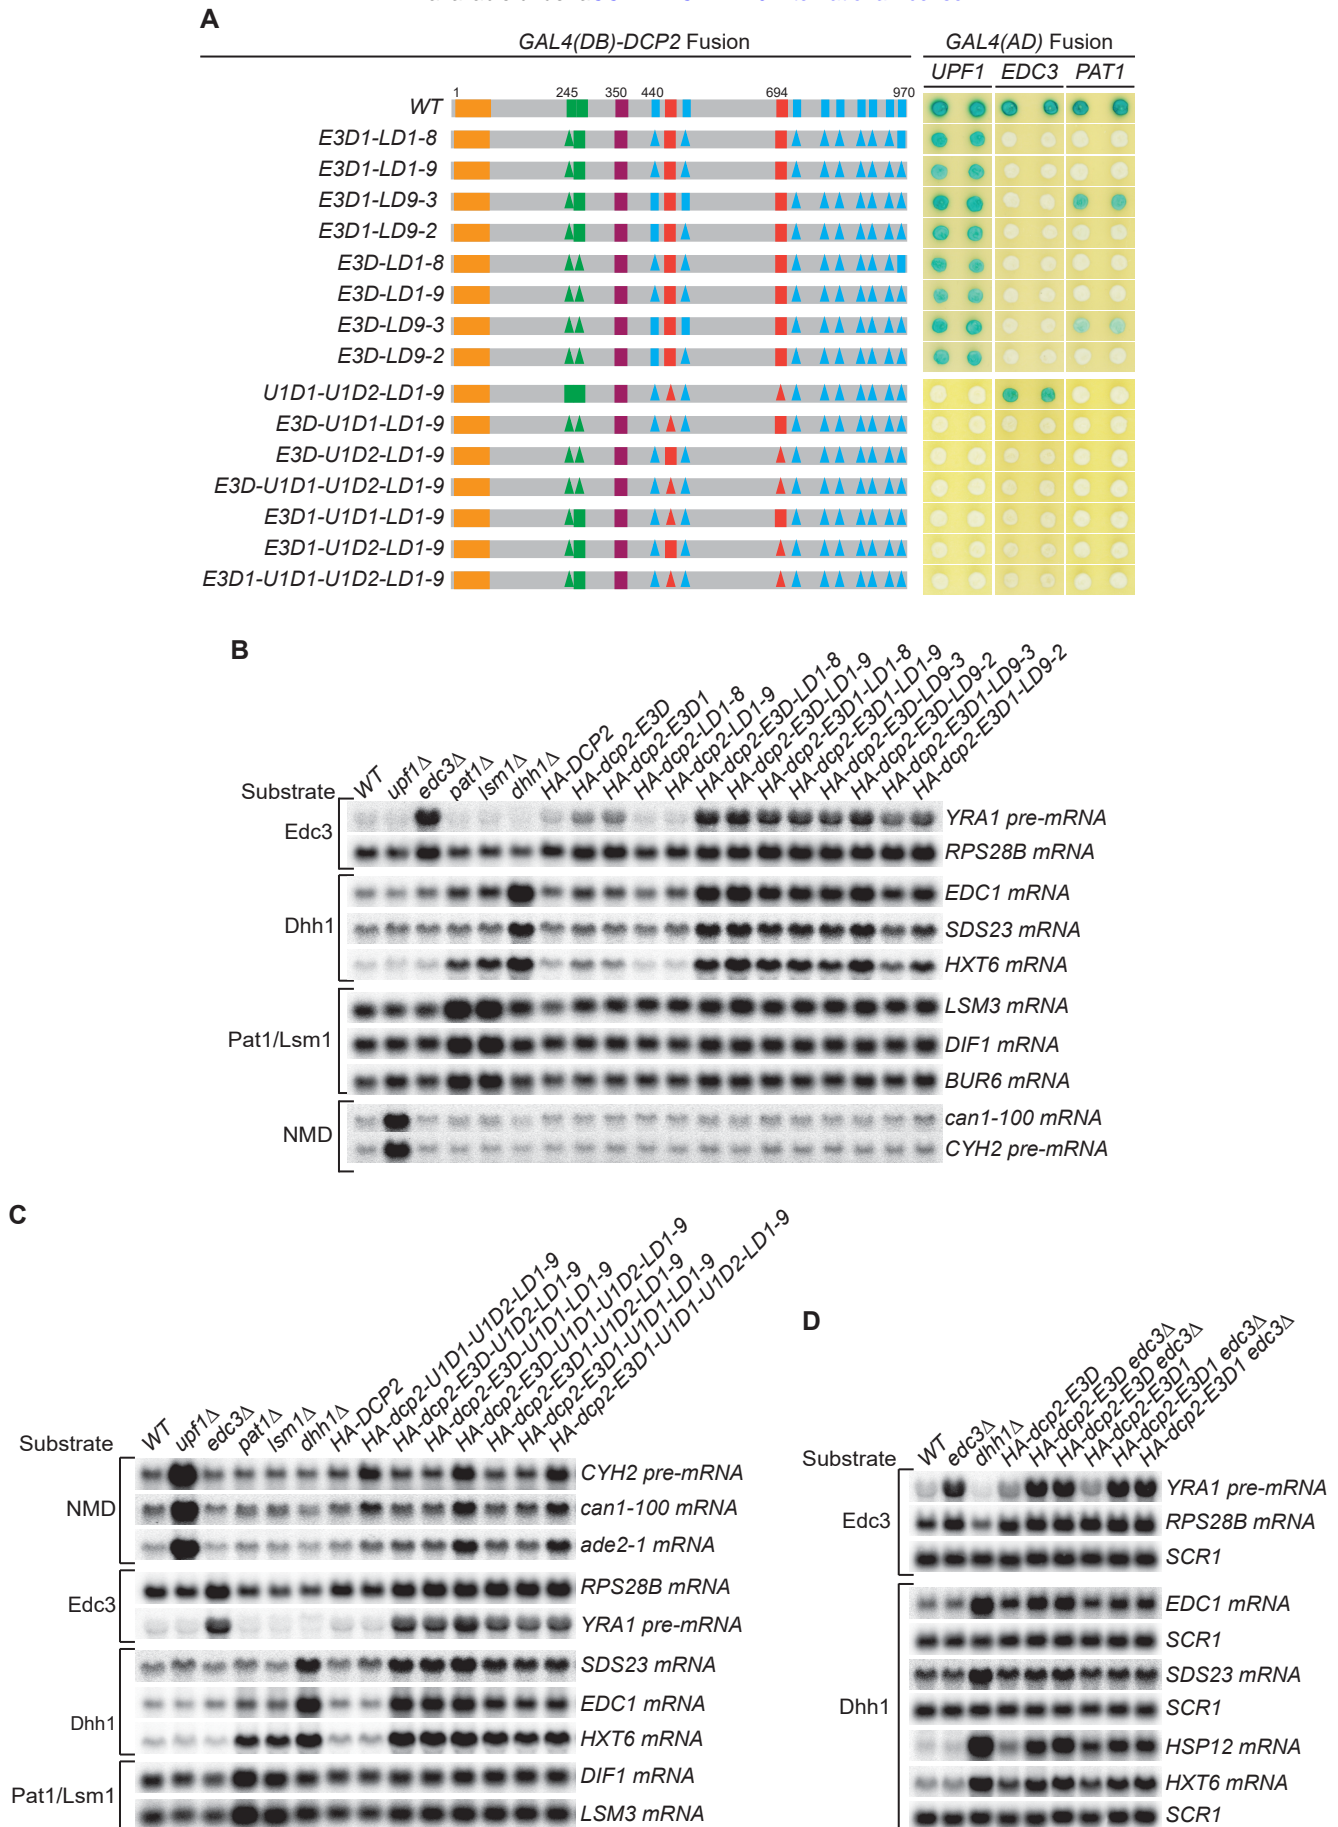 A
GAL4(DB)-DCP2 Fusion
GAL4(AD) Fusion
UPF1 EDC3 PAT1
1 245 350 440 694 970
WT
E3D1-LD1-8
E3D1-LD1-9
E3D1-LD9-3
E3D1-LD9-2
E3D-LD1-8
E3D-LD1-9
E3D-LD9-3
E3D-LD9-2
U1D1-U1D2-LD1-9
E3D-U1D1-LD1-9
E3D-U1D2-LD1-9
E3D-U1D1-U1D2-LD1-9
E3D1-U1D1-LD1-9
E3D1-U1D2-LD1-9
E3D1-U1D1-U1D2-LD1-9
B
Substrate
WT
upf1Δ
edc3Δ
pat1Δ
lsm1Δ
dhh1Δ
HA-DCP2
HA-dcp2-E3D
HA-dcp2-E3D1
HA-dcp2-LD1-8
HA-dcp2-LD1-9
HA-dcp2-E3D-LD1-8
HA-dcp2-E3D-LD1-9
HA-dcp2-E3D1-LD1-8
HA-dcp2-E3D1-LD1-9
HA-dcp2-E3D-LD9-3
HA-dcp2-E3D-LD9-2
HA-dcp2-E3D1-LD9-3
HA-dcp2-E3D1-LD9-2
Edc3
YRA1 pre-mRNA
RPS28B mRNA
Dhh1
EDC1 mRNA
SDS23 mRNA
HXT6 mRNA
Pat1/Lsm1
LSM3 mRNA
DIF1 mRNA
BUR6 mRNA
NMD
can1-100 mRNA
CYH2 pre-mRNA
C
Substrate
WT
upf1Δ
edc3Δ
pat1Δ
lsm1Δ
dhh1Δ
HA-DCP2
HA-dcp2-U1D1-U1D2-LD1-9
HA-dcp2-E3D-U1D2-LD1-9
HA-dcp2-E3D-U1D1-LD1-9
HA-dcp2-E3D-U1D1-U1D2-LD1-9
HA-dcp2-E3D1-U1D2-LD1-9
HA-dcp2-E3D1-U1D1-LD1-9
HA-dcp2-E3D1-U1D1-U1D2-LD1-9
NMD
CYH2 pre-mRNA
can1-100 mRNA
ade2-1 mRNA
Edc3
RPS28B mRNA
YRA1 pre-mRNA
Dhh1
SDS23 mRNA
EDC1 mRNA
HXT6 mRNA
Pat1/Lsm1
DIF1 mRNA
LSM3 mRNA
D
Substrate
WT
edc3Δ
dhh1Δ
HA-dcp2-E3D
HA-dcp2-E3D edc3Δ
HA-dcp2-E3D edc3Δ
HA-dcp2-E3D1
HA-dcp2-E3D1 edc3Δ
HA-dcp2-E3D1 edc3Δ
Edc3
YRA1 pre-mRNA
RPS28B mRNA
SCR1
Dhh1
EDC1 mRNA
SCR1
SDS23 mRNA
SCR1
HSP12 mRNA
HXT6 mRNA
SCR1